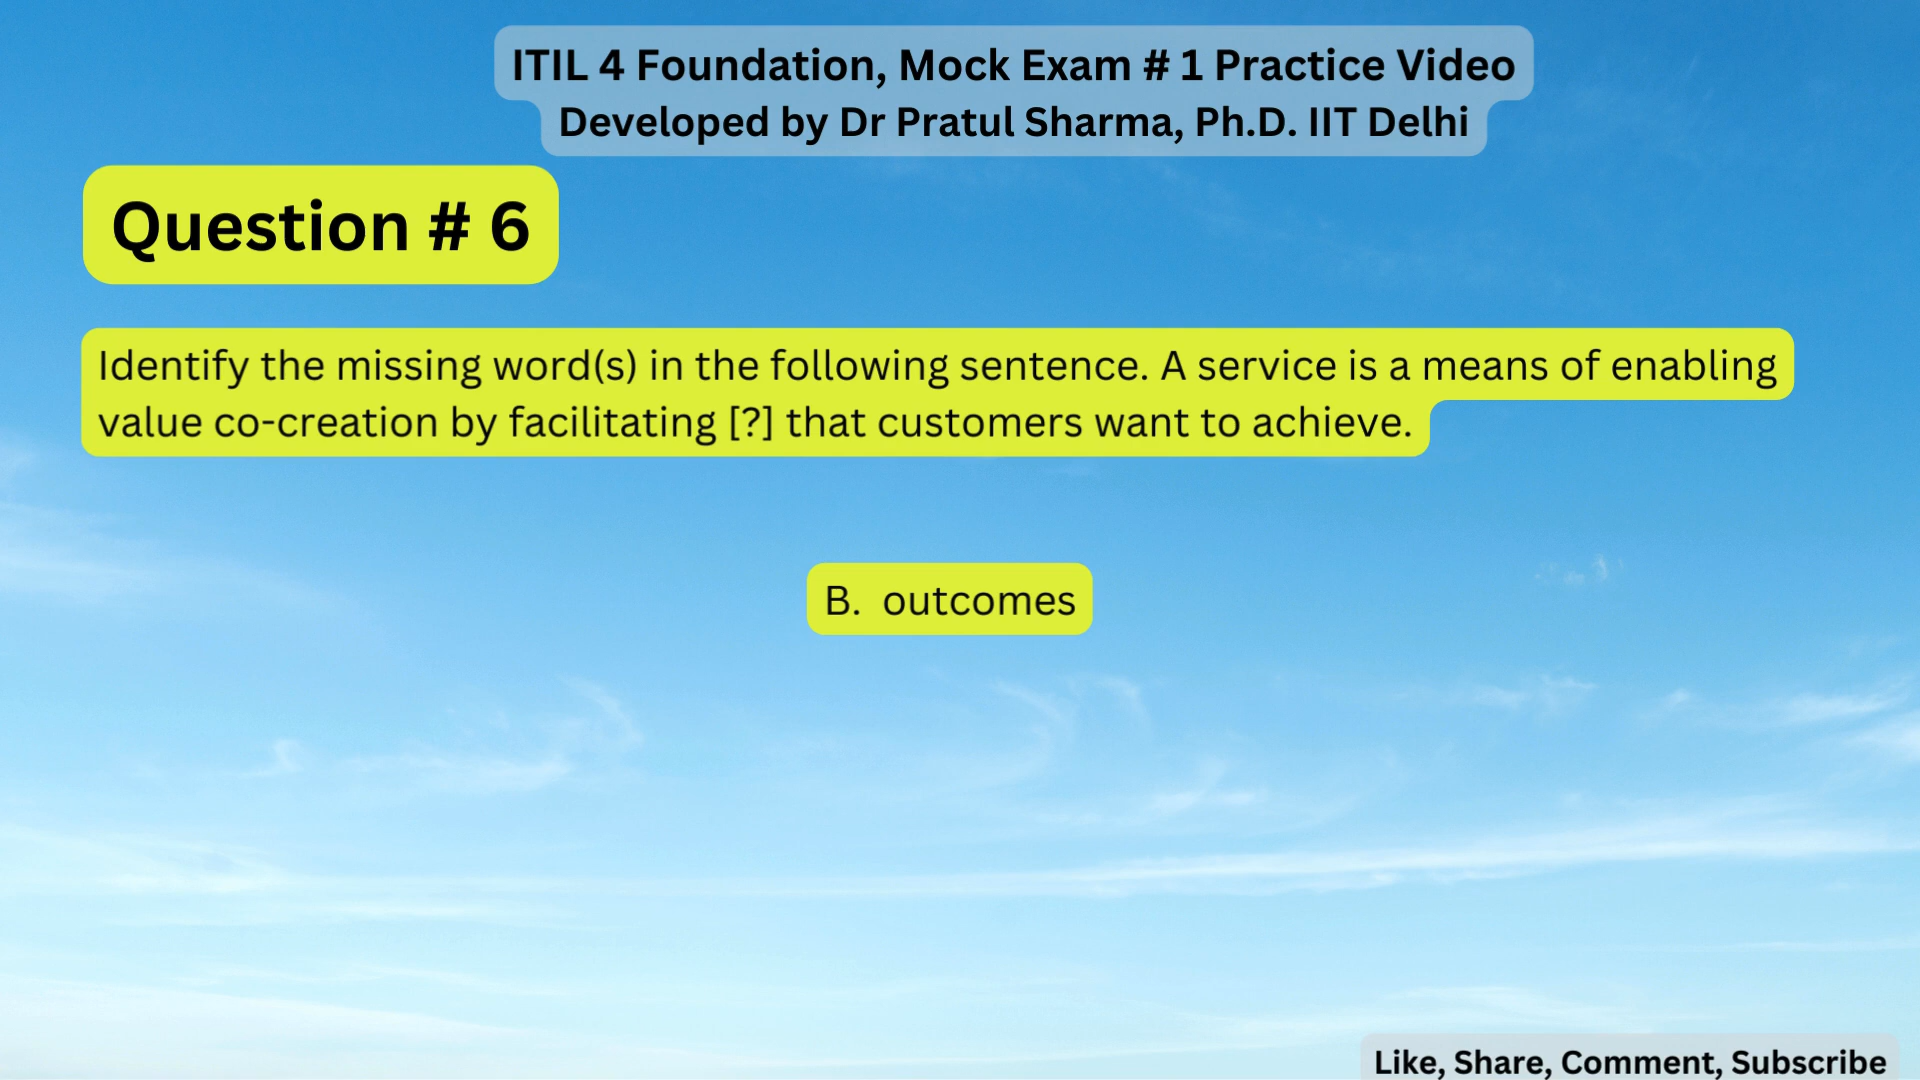 ITIL 4 Foundation, Mock Exam # 1 Practice Video
Developed by Dr Pratul Sharma, Ph.D. IIT Delhi
Question # 6
Identify the missing word(s) in the following sentence. A service is a means of enabling
value co-creation by facilitating [?] that customers want to achieve.
B. outcomes
Like, Share, Comment, Subscribe